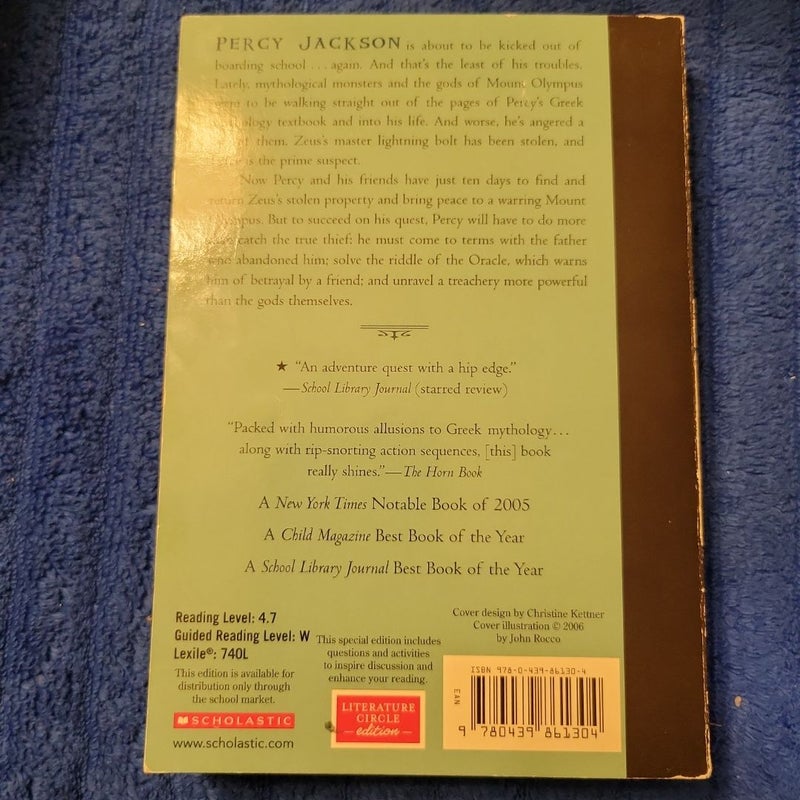 PERCY JACKSON is about to be kicked out of
boarding school . . . again. And that's the least of his troubles.
Lately, mythological monsters and the gods of Mount Olympus
seem to be walking straight out of the pages of Percy's Greek
mythology textbook and into his life. And worse, he's angered a
of them. Zeus's master lightning bolt has been stolen, and
is the prime suspect.
Now Percy and his friends have just ten days to find and
return Zeus's stolen property and bring peace to a warring Mount
Olympus. But to succeed on his quest, Percy will have to do more
than catch the true thief: he must come to terms with the father
who abandoned him; solve the riddle of the Oracle, which warns
him of betrayal by a friend; and unravel a treachery more powerful
than the gods themselves.
★ "An adventure quest with a hip edge."
—School Library Journal (starred review)
"Packed with humorous allusions to Greek mythology . . .
along with rip-snorting action sequences, [this] book
really shines."—The Horn Book
A New York Times Notable Book of 2005
A Child Magazine Best Book of the Year
A School Library Journal Best Book of the Year
Reading Level: 4.7
Guided Reading Level: W
Lexile®: 740L
This edition is available for
distribution only through
the school market.
SCHOLASTIC
www.scholastic.com
This special edition includes
questions and activities
to inspire discussion and
enhance your reading.
LITERATURE
CIRCLE
— edition —
Cover design by Christine Kettner
Cover illustration © 2006
by John Rocco
ISBN 978-0-439-86130-4
EAN
9 780439 861304